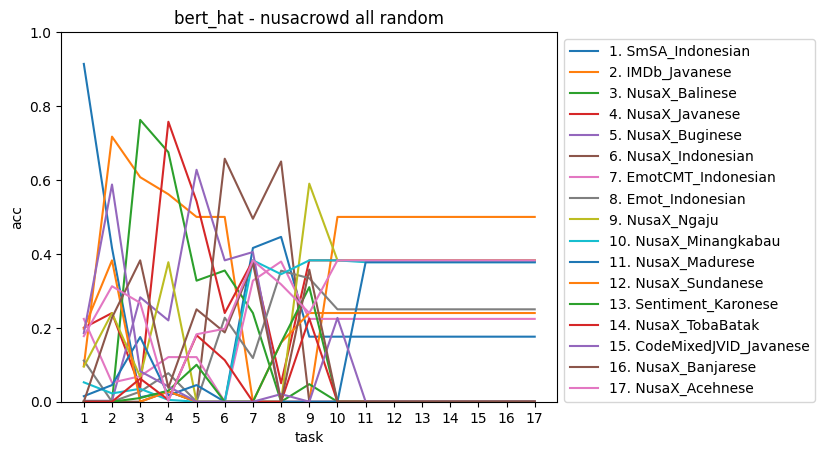 bert_hat - nusacrowd all random
1.0
0.8
0.6
0.4
0.2
0.0
acc
1 2 3 4 5 6 7 8 9 10 11 12 13 14 15 16 17
task
1. SmSA_Indonesian
2. IMDb_Javanese
3. NusaX_Balinese
4. NusaX_Javanese
5. NusaX_Buginese
6. NusaX_Indonesian
7. EmotCMT_Indonesian
8. Emot_Indonesian
9. NusaX_Ngaju
10. NusaX_Minangkabau
11. NusaX_Madurese
12. NusaX_Sundanese
13. Sentiment_Karonese
14. NusaX_TobaBatak
15. CodeMixedJVID_Javanese
16. NusaX_Banjarese
17. NusaX_Acehnese